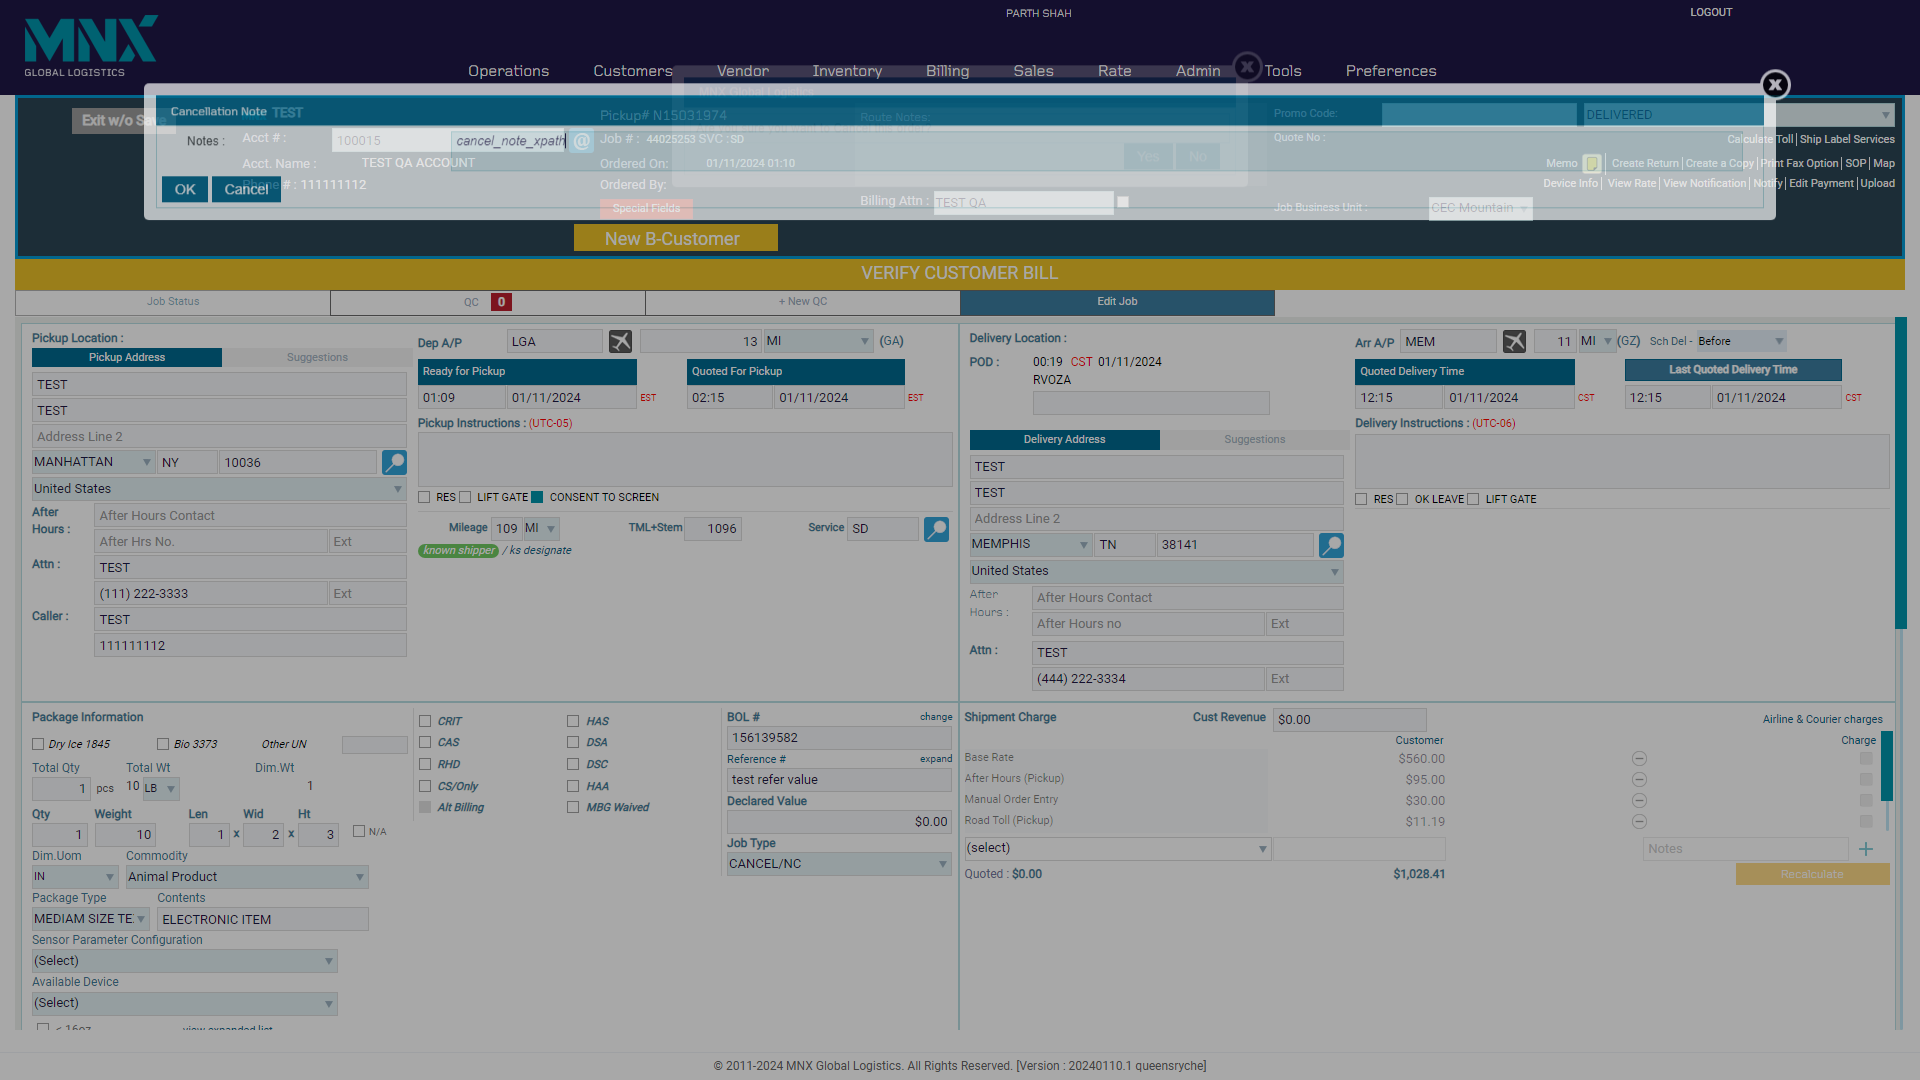 PARTH SHAH
LOGOUT
MNX
GLOBAL LOGISTICS
Operations Customers Vendor Inventory Billing Sales Rate Admin Tools Preferences
MNX Global Logistics
Cancellation Note TEST
Exit w/o Save
Pickup# N15031974
Route Notes:
Promo Code:
DELIVERED
Notes :
Acct # :
100015
cancel_note_xpath
@
Job # : 44025253 SVC : SD
Quote No :
Calculate Toll | Ship Label Services
Acct. Name : TEST QA ACCOUNT
Ordered On: 01/11/2024 01:10
Yes No
Memo Create Return | Create a Copy | Print Fax Option | SOP | Map
# : 111111112
Ordered By:
Device Info | View Rate | View Notification | Notify | Edit Payment | Upload
OK Cancel
Special Fields
Billing Attn : TEST QA
Job Business Unit :
CEC Mountain
New B-Customer
VERIFY CUSTOMER BILL
Job Status
QC 0
+ New QC
Edit Job
Pickup Location :
Pickup Address Suggestions
TEST
TEST
Address Line 2
MANHATTAN NY 10036
United States
After Hours :
After Hours Contact
After Hrs No. Ext
Attn :
TEST
(111) 222-3333 Ext
Caller :
TEST
111111112
Dep A/P LGA 13 MI (GA)
Ready for Pickup
Quoted For Pickup
01:09 01/11/2024 EST
02:15 01/11/2024 EST
Pickup Instructions : (UTC-05)
RES LIFT GATE CONSENT TO SCREEN
Mileage 109 MI TML+Stem 1096 Service SD
known shipper / ks designate
Delivery Location :
POD : 00:19 CST 01/11/2024
RVOZA
Delivery Address Suggestions
TEST
TEST
Address Line 2
MEMPHIS TN 38141
United States
After Hours :
After Hours Contact
After Hours no Ext
Attn :
TEST
(444) 222-3334 Ext
Arr A/P MEM 11 MI (GZ) Sch Del - Before
Quoted Delivery Time
Last Quoted Delivery Time
12:15 01/11/2024 CST
12:15 01/11/2024 CST
Delivery Instructions : (UTC-06)
RES OK LEAVE LIFT GATE
Package Information
Dry Ice 1845 Bio 3373 Other UN
Total Qty Total Wt Dim.Wt
1 pcs 10 LB 1
Qty Weight Len Wid Ht
1 10 1 x 2 x 3 N/A
Dim.Uom Commodity
IN Animal Product
Package Type Contents
MEDIAM SIZE TE ELECTRONIC ITEM
Sensor Parameter Configuration
(Select)
Available Device
(Select)
< 16oz view expanded list
CRIT HAS
CAS DSA
RHD DSC
CS/Only HAA
Alt Billing MBG Waived
BOL # change
156139582
Reference # expand
test refer value
Declared Value
$0.00
Job Type
CANCEL/NC
Shipment Charge Cust Revenue $0.00
Airline & Courier charges
Customer
Charge
Base Rate $560.00
After Hours (Pickup) $95.00
Manual Order Entry $30.00
Road Toll (Pickup) $11.19
(select)
Notes
Quoted : $0.00 $1,028.41
Recalculate
© 2011-2024 MNX Global Logistics. All Rights Reserved. [Version : 20240110.1 queensryche]